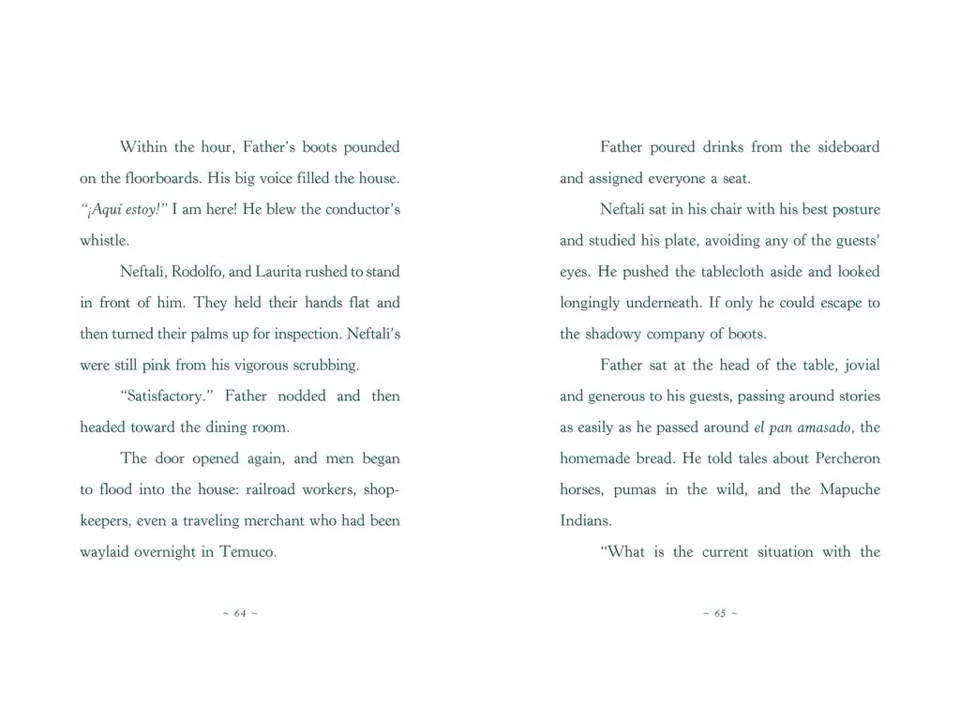 Within the hour, Father’s boots pounded
on the floorboards. His big voice filled the house.
“¡Aquí estoy!” I am here! He blew the conductor’s
whistle.
Neftalí, Rodolfo, and Laurita rushed to stand
in front of him. They held their hands flat and
then turned their palms up for inspection. Neftalí’s
were still pink from his vigorous scrubbing.
“Satisfactory.” Father nodded and then
headed toward the dining room.
The door opened again, and men began
to flood into the house: railroad workers, shop-
keepers, even a traveling merchant who had been
waylaid overnight in Temuco.
~ 64 ~
Father poured drinks from the sideboard
and assigned everyone a seat.
Neftalí sat in his chair with his best posture
and studied his plate, avoiding any of the guests’
eyes. He pushed the tablecloth aside and looked
longingly underneath. If only he could escape to
the shadowy company of boots.
Father sat at the head of the table, jovial
and generous to his guests, passing around stories
as easily as he passed around el pan amasado, the
homemade bread. He told tales about Percheron
horses, pumas in the wild, and the Mapuche
Indians.
“What is the current situation with the
~ 65 ~